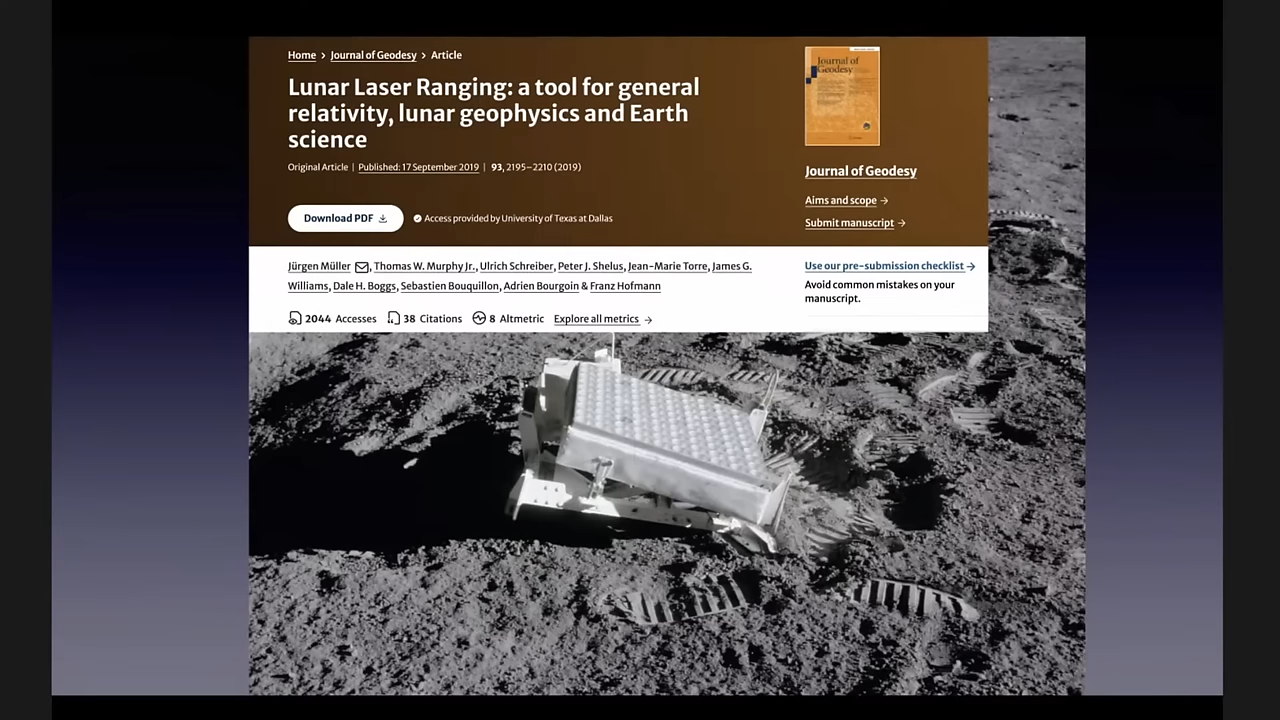 Home > Journal of Geodesy > Article
Lunar Laser Ranging: a tool for general
relativity, lunar geophysics and Earth
science
Original Article | Published: 17 September 2019 | 93, 2195–2210 (2019)
Download PDF
Access provided by University of Texas at Dallas
Journal of
Geodesy
Journal of Geodesy
Aims and scope →
Submit manuscript →
Jürgen Müller, Thomas W. Murphy Jr., Ulrich Schreiber, Peter J. Shelus, Jean-Marie Torre, James G.
Williams, Dale H. Boggs, Sebastien Bouquillon, Adrien Bourgoin & Franz Hofmann
2044 Accesses 38 Citations 8 Altmetric Explore all metrics →
Use our pre-submission checklist →
Avoid common mistakes on your
manuscript.